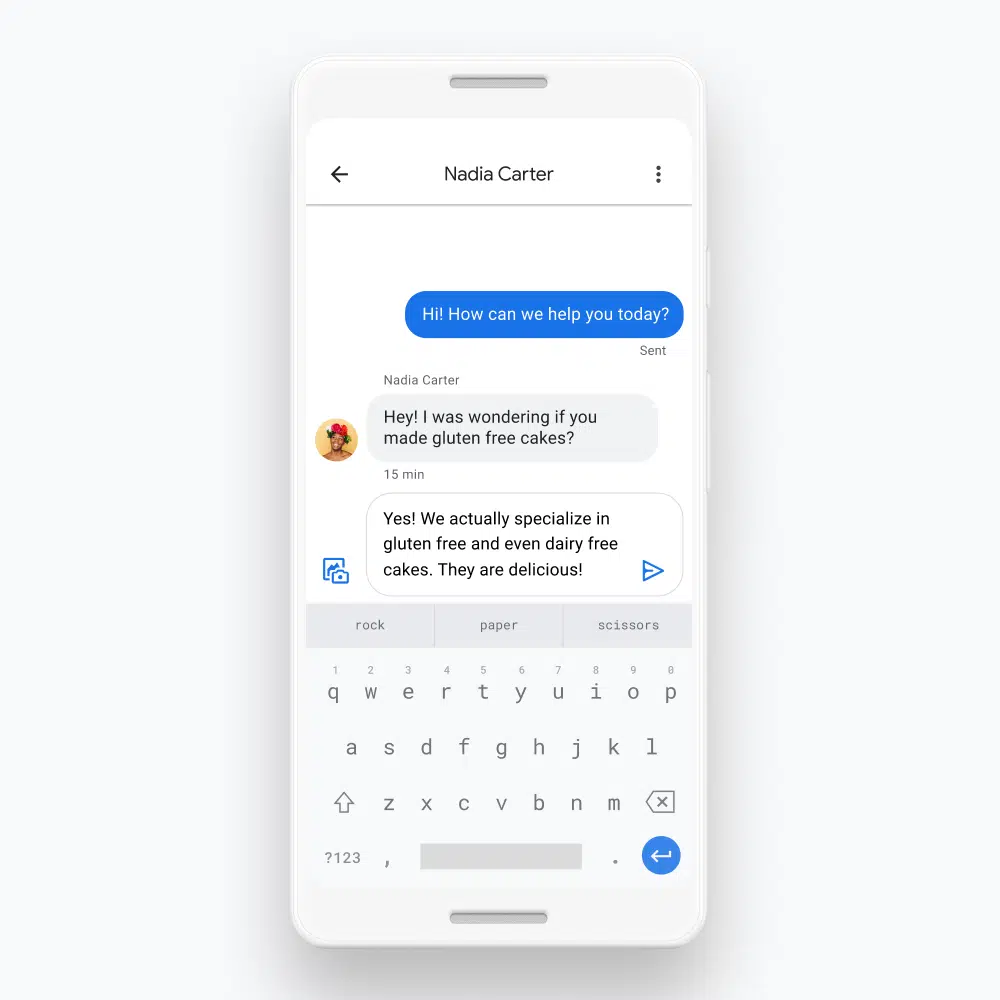 Nadia Carter
Hi! How can we help you today?
Sent
Nadia Carter
Hey! I was wondering if you
made gluten free cakes?
15 min
Yes! We actually specialize in
gluten free and even dairy free
cakes. They are delicious!
rock paper scissors
1 2 3 4 5 6 7 8 9 0
q w e r t y u i o p
a s d f g h j k l
z x c v b n m
?123 , .